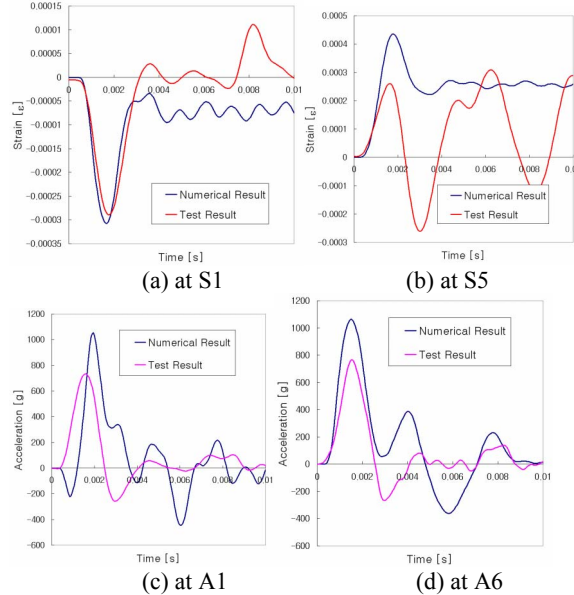 0.00015
0.0001
0.00005
0
-0.00005
-0.0001
-0.00015
-0.0002
-0.00025
-0.0003
-0.00035
Strain [ε]
0 0.002 0.004 0.006 0.008 0.01
Numerical Result
Test Result
Time [s]
(a) at S1
0.0005
0.0004
0.0003
0.0002
0.0001
0
-0.0001
-0.0002
-0.0003
Strain [ε]
0 0.002 0.004 0.006 0.008 0.0
Numerical Result
Test Result
Time [s]
(b) at S5
1200
1000
800
600
400
200
0
-200
-400
-600
Acceleration [g]
0 0.002 0.004 0.006 0.008 0.01
Numerical Result
Test Result
Time [s]
(c) at A1
1200
1000
800
600
400
200
0
-200
-400
-600
Acceleration [g]
0 0.002 0.004 0.006 0.008 0.01
Numerical Result
Test Result
Time [s]
(d) at A6